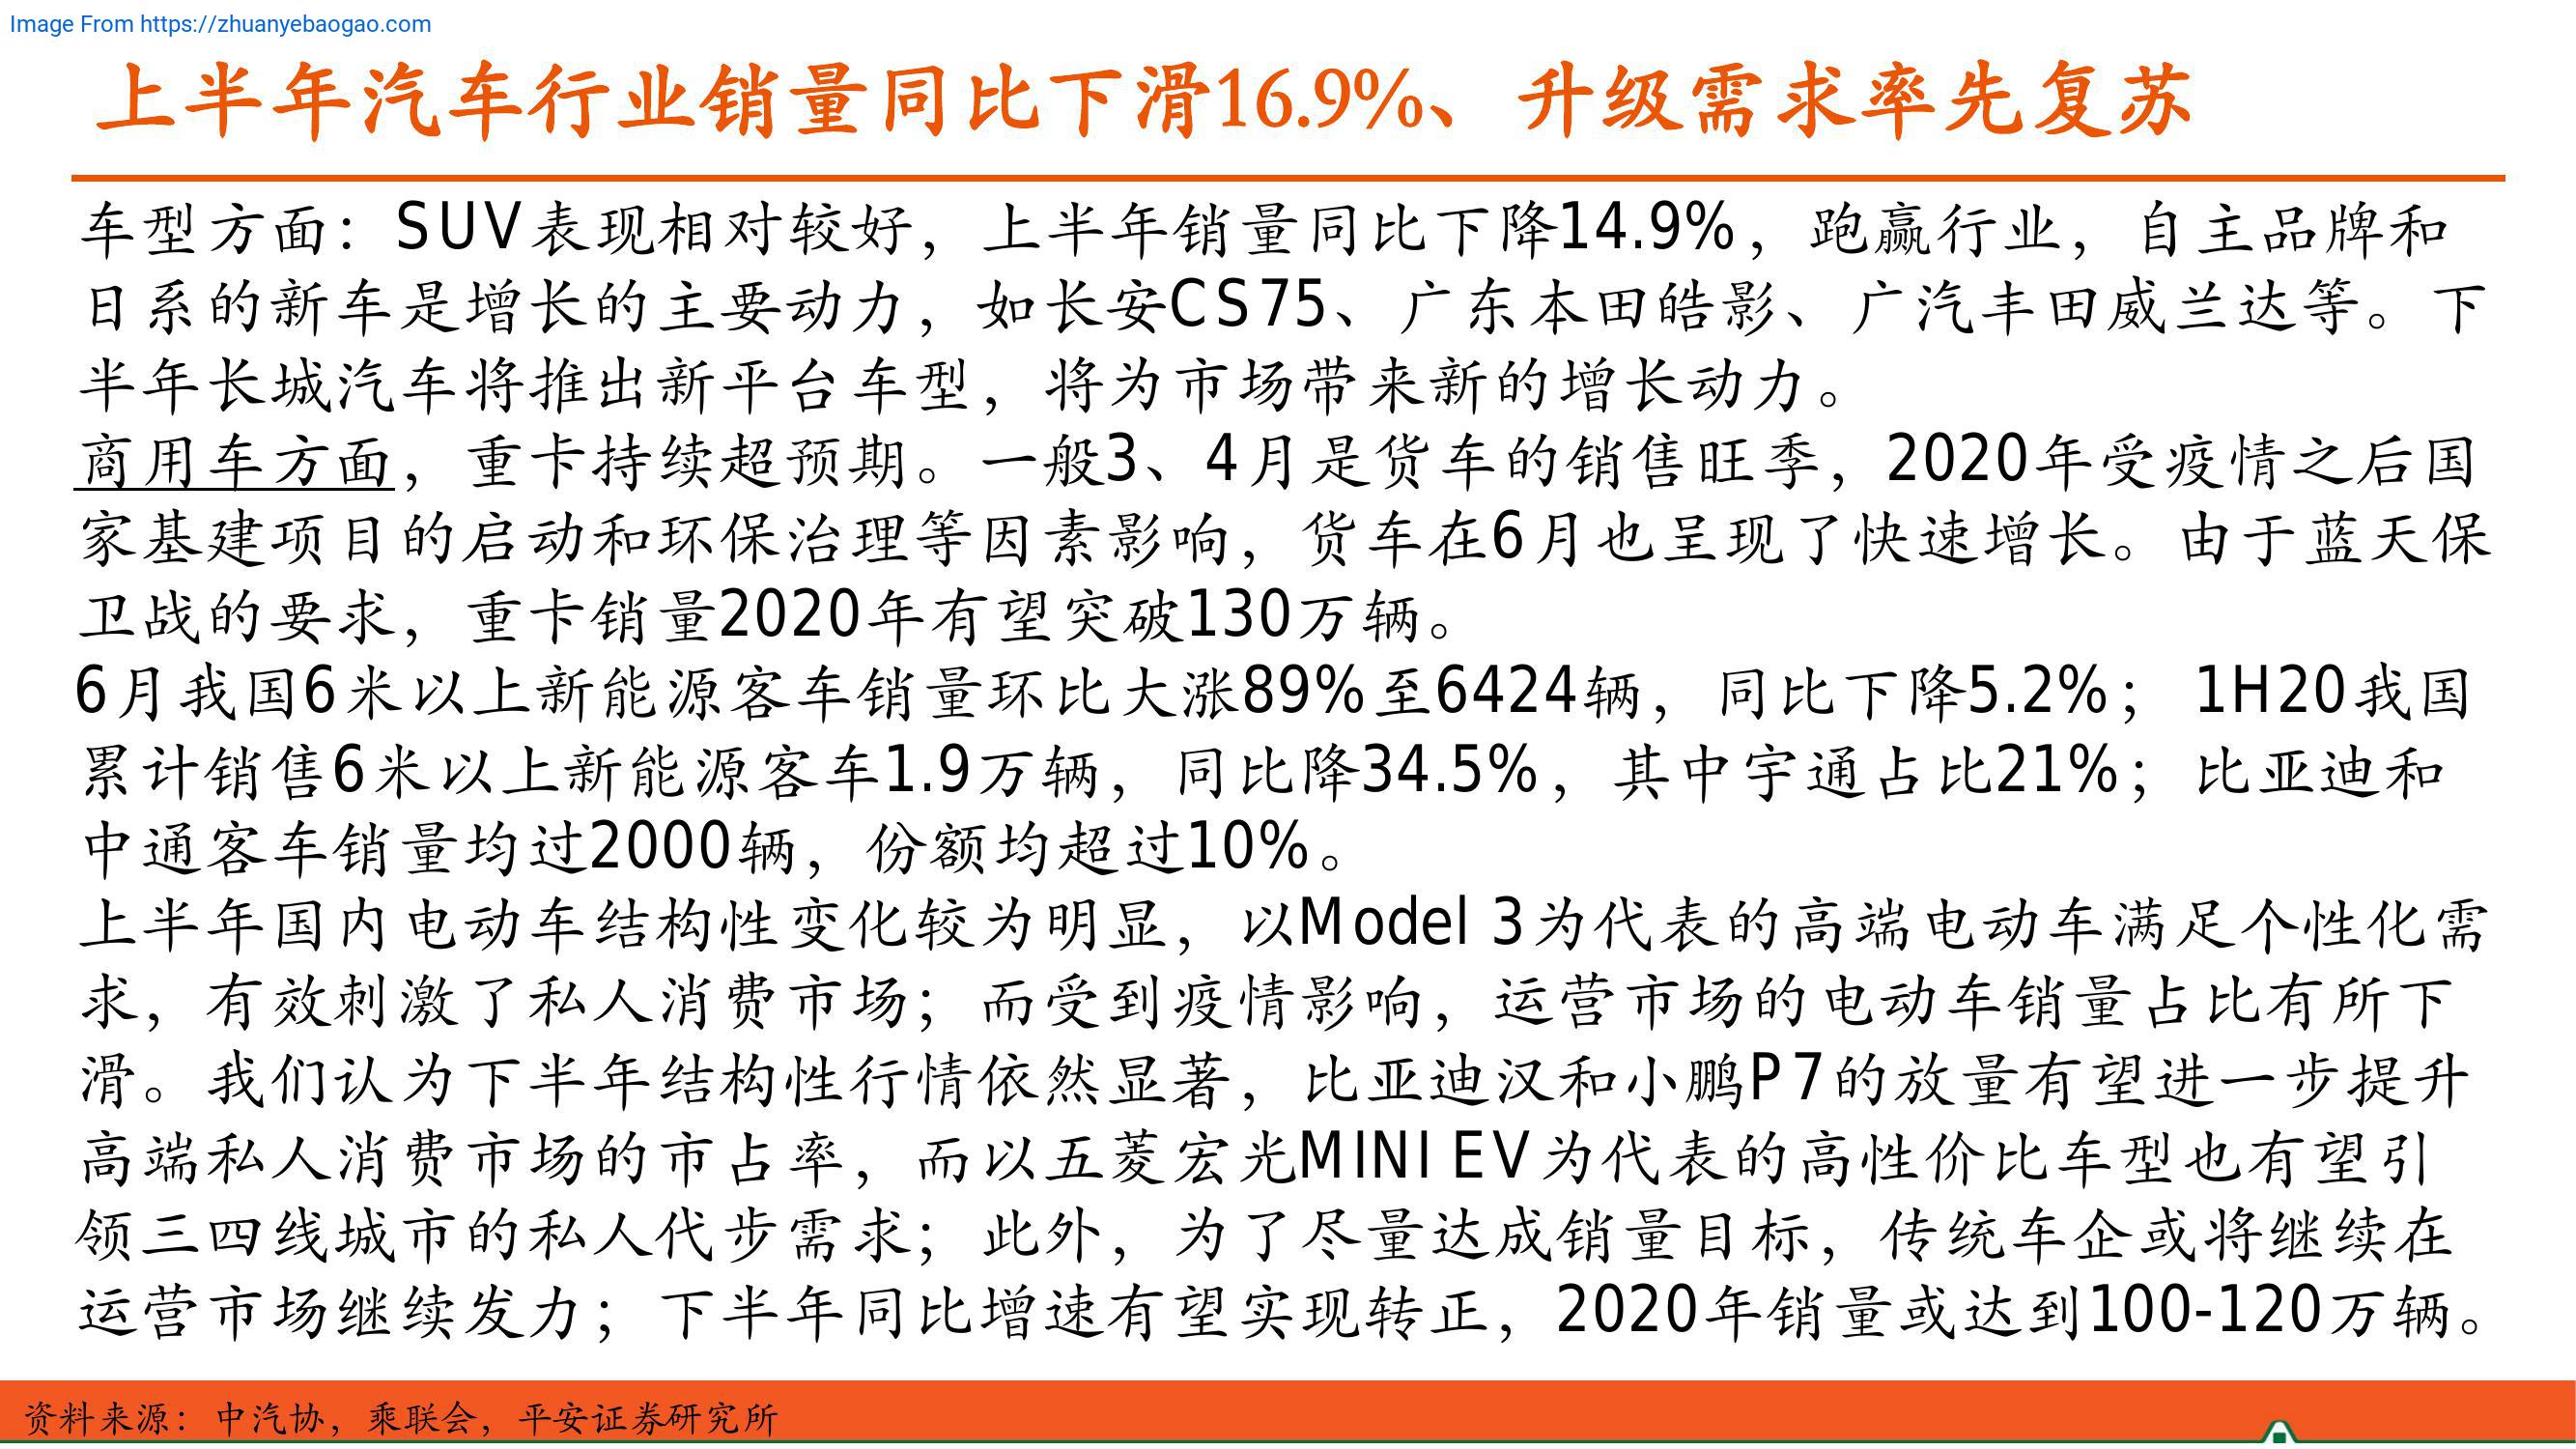 Image From https://zhuanyebaogao.com
上半年汽车行业销量同比下滑16.9%、升级需求率先复苏
车型方面：SUV表现相对较好，上半年销量同比下降14.9%，跑赢行业，自主品牌和
日系的新车是增长的主要动力，如长安CS75、广东本田皓影、广汽丰田威兰达等。下
半年长城汽车将推出新平台车型，将为市场带来新的增长动力。
商用车方面，重卡持续超预期。一般3、4月是货车的销售旺季，2020年受疫情之后国
家基建项目的启动和环保治理等因素影响，货车在6月也呈现了快速增长。由于蓝天保
卫战的要求，重卡销量2020年有望突破130万辆。
6月我国6米以上新能源客车销量环比大涨89%至6424辆，同比下降5.2%；1H20我国
累计销售6米以上新能源客车1.9万辆，同比降34.5%，其中宇通占比21%；比亚迪和
中通客车销量均过2000辆，份额均超过10%。
上半年国内电动车结构性变化较为明显，以Model 3为代表的高端电动车满足个性化需
求，有效刺激了私人消费市场；而受到疫情影响，运营市场的电动车销量占比有所下
滑。我们认为下半年结构性行情依然显著，比亚迪汉和小鹏P7的放量有望进一步提升
高端私人消费市场的市占率，而以五菱宏光MINI EV为代表的高性价比车型也有望引
领三四线城市的私人代步需求；此外，为了尽量达成销量目标，传统车企或将继续在
运营市场继续发力；下半年同比增速有望实现转正，2020年销量或达到100-120万辆。
资料来源：中汽协，乘联会，平安证券研究所